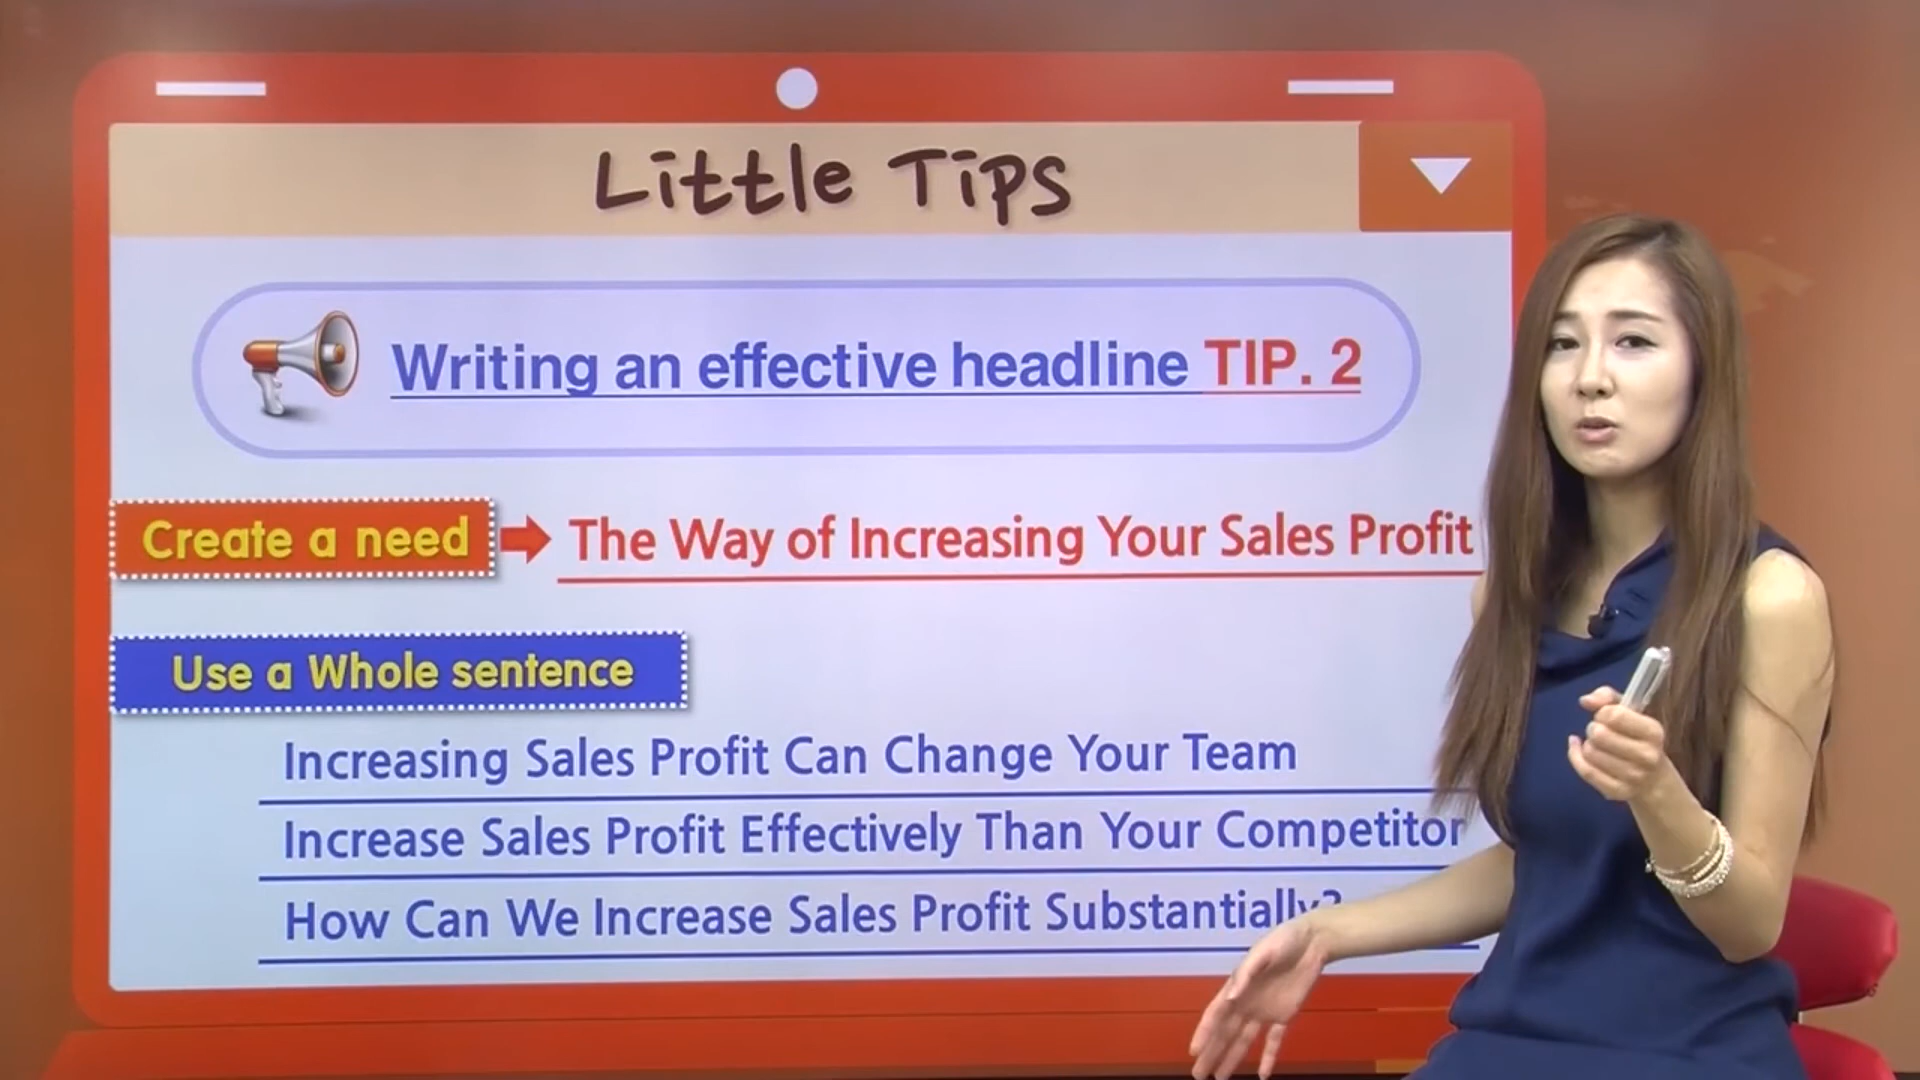 Little Tips
Writing an effective headline TIP. 2
Create a need
The Way of Increasing Your Sales Profit
Use a Whole sentence
Increasing Sales Profit Can Change Your Team
Increase Sales Profit Effectively Than Your Competitor
How Can We Increase Sales Profit Substantially?